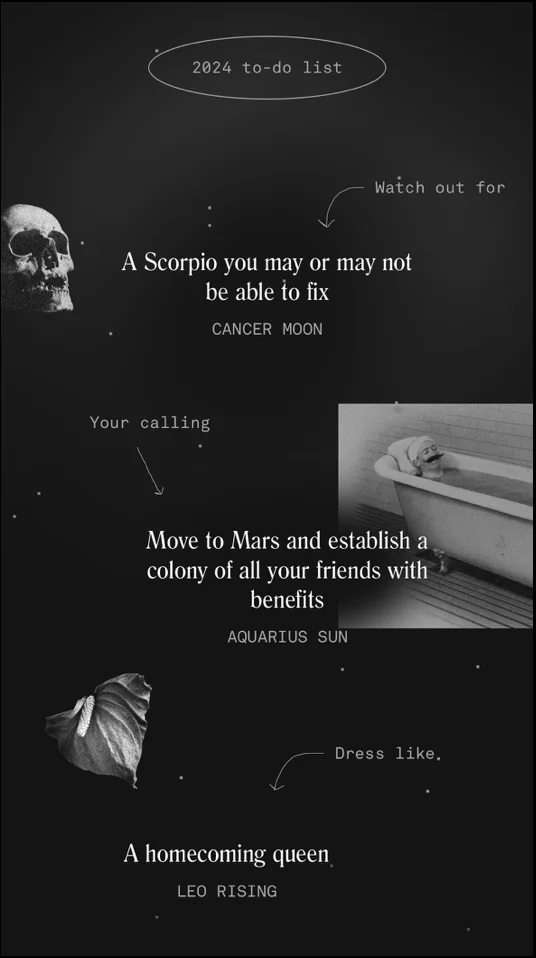 2024 to-do list
Watch out for
A Scorpio you may or may not
be able to fix
CANCER MOON
Your calling
Move to Mars and establish a
colony of all your friends with
benefits
AQUARIUS SUN
Dress like
A homecoming queen
LEO RISING